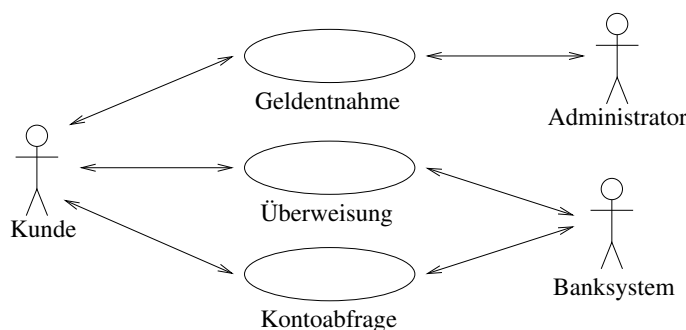 Geldentnahme
Administrator
Kunde
Überweisung
Banksystem
Kontoabfrage